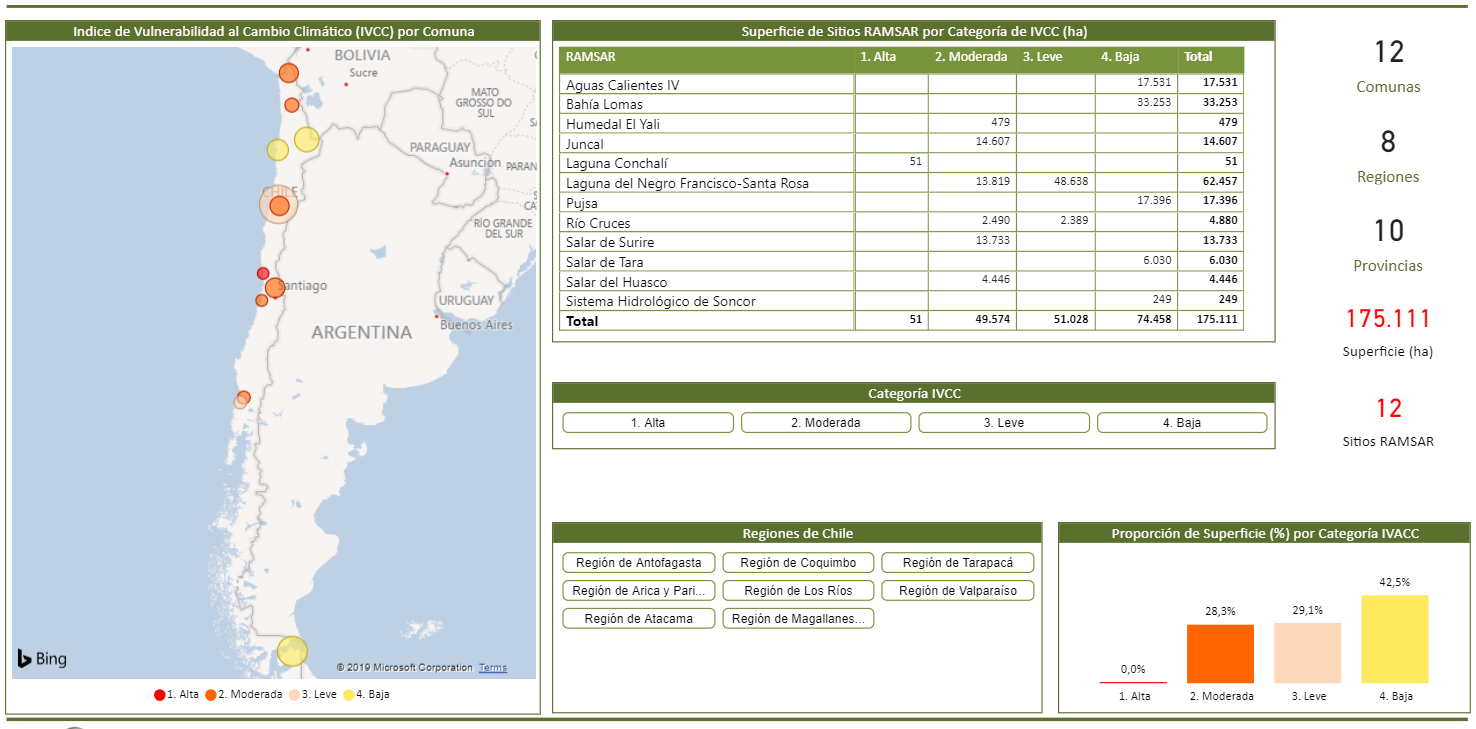 Indice de Vulnerabilidad al Cambio Climático (IVCC) por Comuna
BOLIVIA
Sucre
MATO
GROSSO DO
SUL
PARAGUAY
Asunción
PARAN
CHILE
RÍO GRANDE
DEL SUR
Santiago
URUGUAY
Buenos Aires
ARGENTINA
Bing
© 2019 Microsoft Corporation Terms
1. Alta 2. Moderada 3. Leve 4. Baja
Superficie de Sitios RAMSAR por Categoría de IVCC (ha)
RAMSAR 1. Alta 2. Moderada 3. Leve 4. Baja Total
Aguas Calientes IV 17.531 17.531
Bahía Lomas 33.253 33.253
Humedal El Yali 479 479
Juncal 14.607 14.607
Laguna Conchalí 51 51
Laguna del Negro Francisco-Santa Rosa 13.819 48.638 62.457
Pujsa 17.396 17.396
Río Cruces 2.490 2.389 4.880
Salar de Surire 13.733 13.733
Salar de Tara 6.030 6.030
Salar del Huasco 4.446 4.446
Sistema Hidrológico de Soncor 249 249
Total 51 49.574 51.028 74.458 175.111
12
Comunas
8
Regiones
10
Provincias
175.111
Superficie (ha)
12
Sitios RAMSAR
Categoría IVCC
1. Alta 2. Moderada 3. Leve 4. Baja
Regiones de Chile
Región de Antofagasta Región de Coquimbo Región de Tarapacá
Región de Arica y Pari... Región de Los Ríos Región de Valparaíso
Región de Atacama Región de Magallanes...
Proporción de Superficie (%) por Categoría IVACC
0,0% 28,3% 29,1% 42,5%
1. Alta 2. Moderada 3. Leve 4. Baja